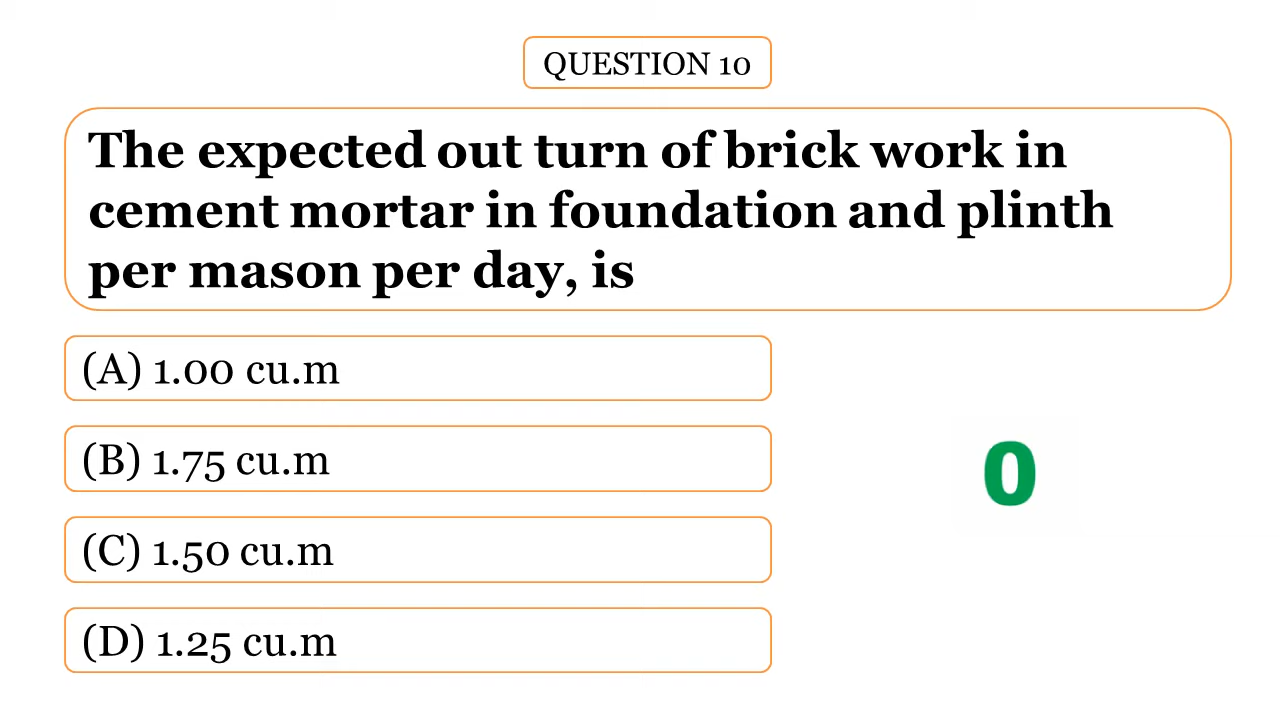 QUESTION 10
The expected out turn of brick work in
cement mortar in foundation and plinth
per mason per day, is
(A) 1.00 cu.m
(B) 1.75 cu.m
0
(C) 1.50 cu.m
(D) 1.25 cu.m